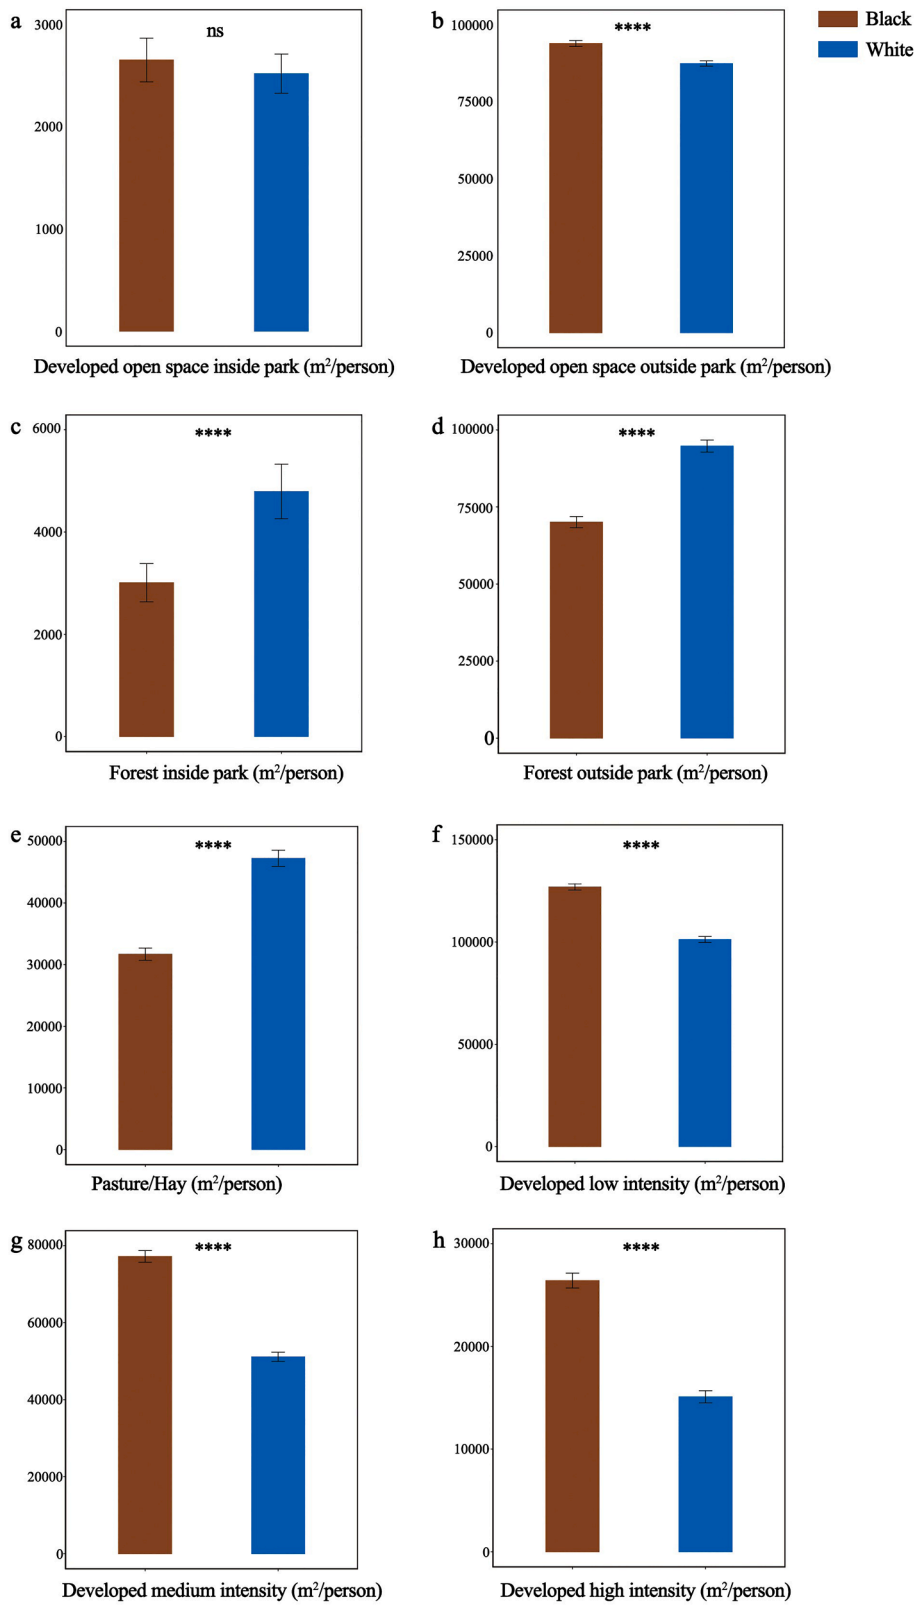 a
3000
2000
1000
0
ns
Developed open space inside park (m²/person)
b
100000
75000
50000
25000
0
****
Developed open space outside park (m²/person)
Black
White
c
6000
4000
2000
0
****
Forest inside park (m²/person)
d
100000
75000
50000
25000
0
****
Forest outside park (m²/person)
e
50000
40000
30000
20000
10000
0
****
Pasture/Hay (m²/person)
f
150000
100000
50000
0
****
Developed low intensity (m²/person)
g
80000
60000
40000
20000
0
****
Developed medium intensity (m²/person)
h
30000
20000
10000
0
****
Developed high intensity (m²/person)